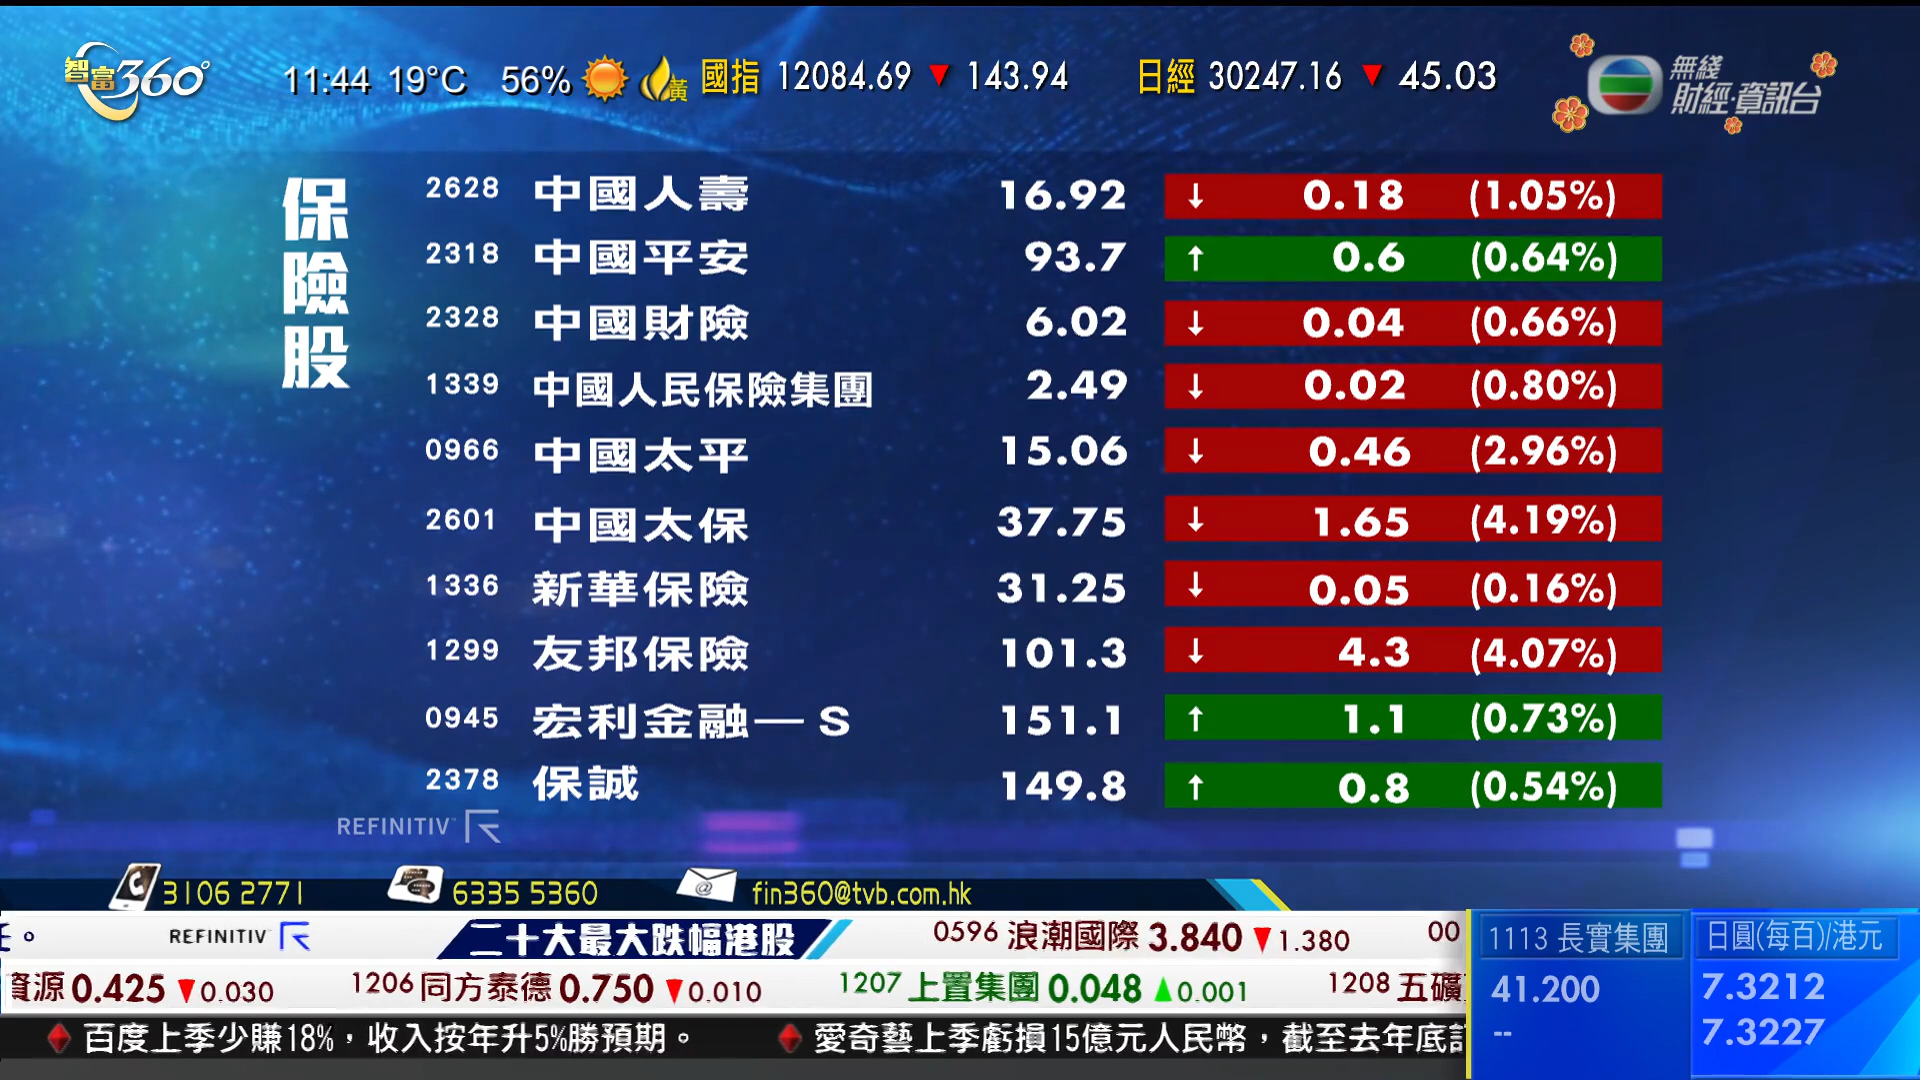 智富360° 11:44 19°C 56% 黃 國指 12084.69 ▼ 143.94 日經 30247.16 ▼ 45.03 無綫 財經·資訊台
保險股
2628 中國人壽 16.92 ↓ 0.18 (1.05%)
2318 中國平安 93.7 ↑ 0.6 (0.64%)
2328 中國財險 6.02 ↓ 0.04 (0.66%)
1339 中國人民保險集團 2.49 ↓ 0.02 (0.80%)
0966 中國太平 15.06 ↓ 0.46 (2.96%)
2601 中國太保 37.75 ↓ 1.65 (4.19%)
1336 新華保險 31.25 ↓ 0.05 (0.16%)
1299 友邦保險 101.3 ↓ 4.3 (4.07%)
0945 宏利金融—S 151.1 ↑ 1.1 (0.73%)
2378 保誠 149.8 ↑ 0.8 (0.54%)
REFINITIV
3106 2771 6335 5360 fin360@tvb.com.hk
。 REFINITIV 二十大最大跌幅港股 0596 浪潮國際 3.840 ▼1.380 00
資源 0.425 ▼0.030 1206 同方泰德 0.750 ▼0.010 1207 上置集團 0.048 ▲0.001 1208 五礦
百度上季少賺18%，收入按年升5%勝預期。 愛奇藝上季虧損15億元人民幣，截至去年底
1113 長實集團
41.200
--
日圓(每百)/港元
7.3212
7.3227